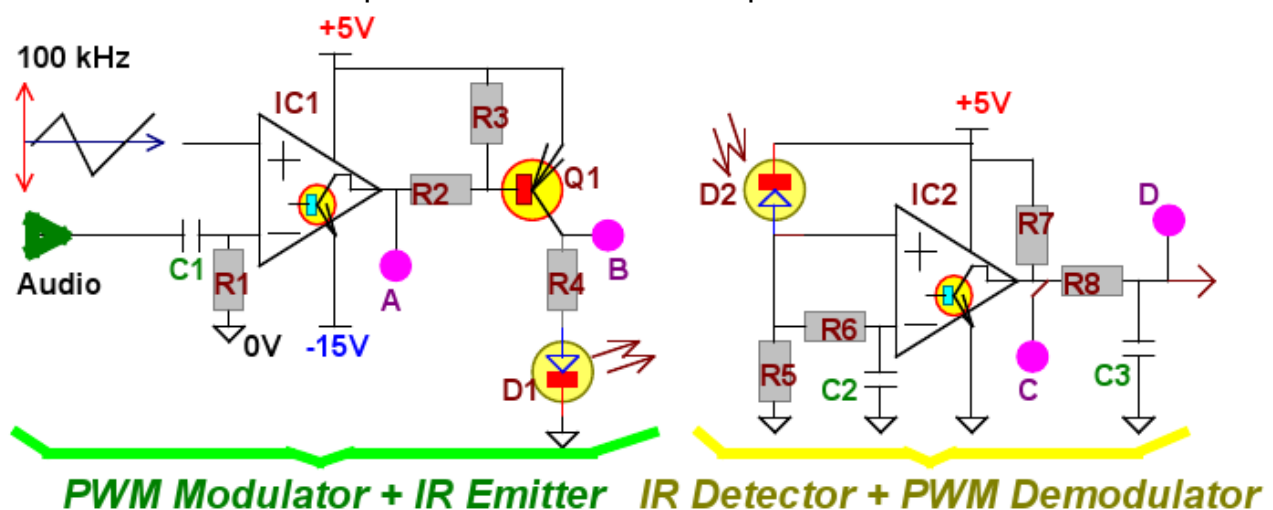 +5V
100 kHz
IC1
R3
+5V
R2
Q1
D2
IC2
D
R7
Audio
C1
R1
A
R4
B
R8
0V
-15V
R6
D1
R5
C2
C
C3
PWM Modulator + IR Emitter
IR Detector + PWM Demodulator